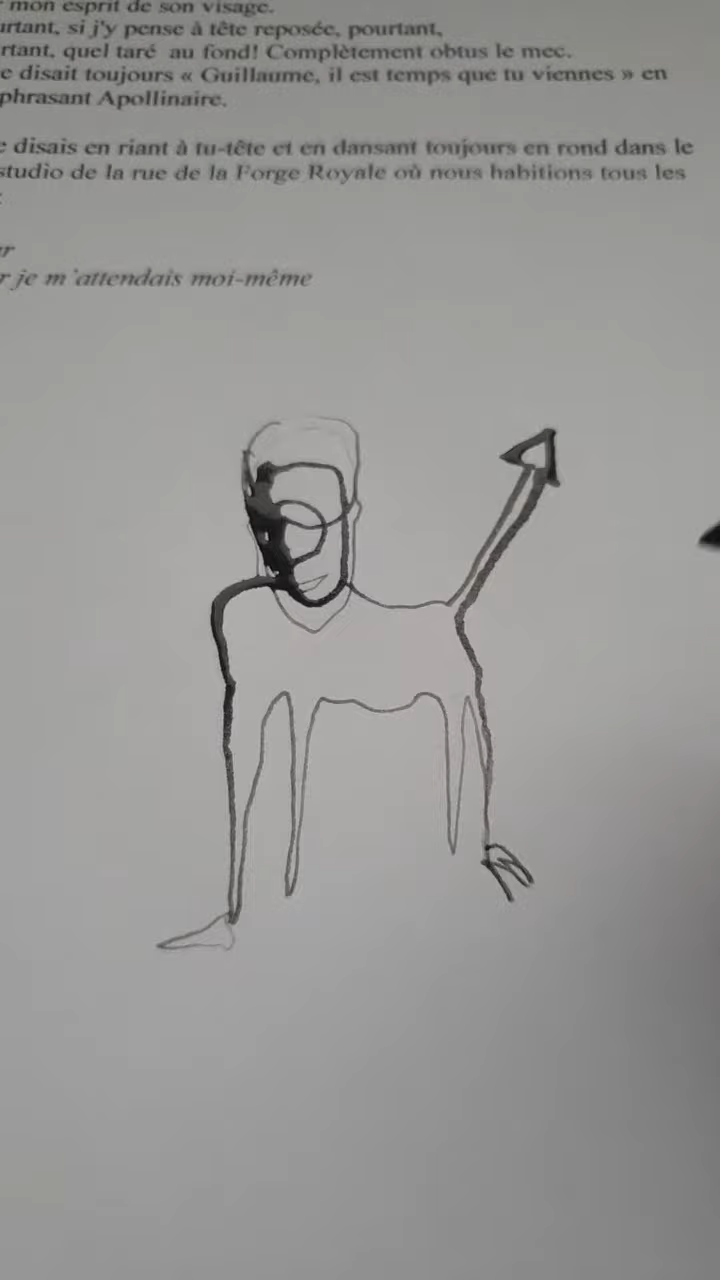 mon esprit de son visage.
rtant, si j'y pense à tête reposée, pourtant,
rtant, quel taré au fond! Complètement obtus le mec.
e disait toujours « Guillaume, il est temps que tu viennes » en
phrasant Apollinaire.
e disais en riant à tu-tête et en dansant toujours en rond dans le
studio de la rue de la Forge Royale où nous habitions tous les
r
r je m'attendais moi-même